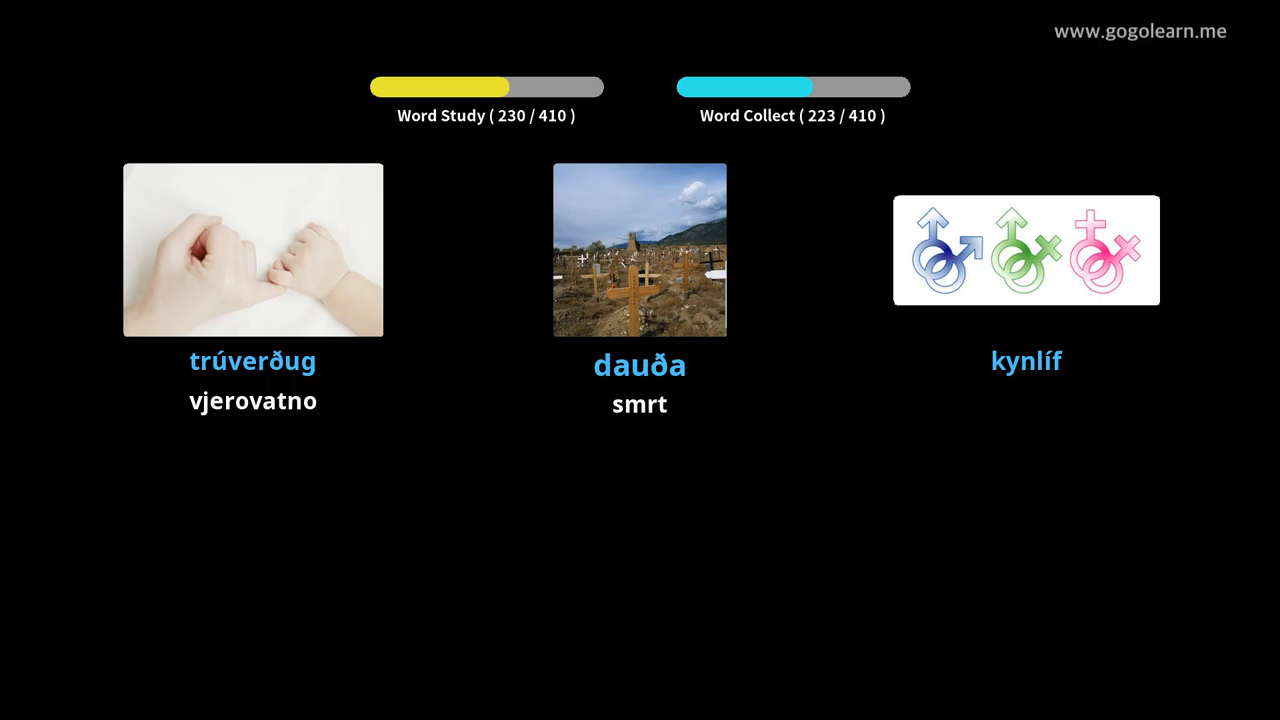 www.gogolearn.me
Word Study ( 230 / 410 )
Word Collect ( 223 / 410 )
trúverðug
dauða
kynlíf
vjerovatno
smrt